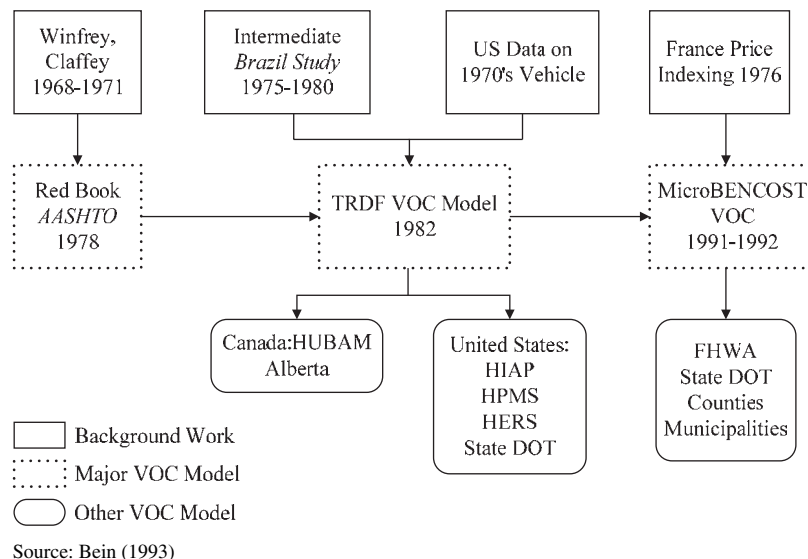 Winfrey,
Claffey
1968-1971
Intermediate
Brazil Study
1975-1980
US Data on
1970's Vehicle
France Price
Indexing 1976
Red Book
AASHTO
1978
TRDF VOC Model
1982
MicroBENCOST
VOC
1991-1992
Canada:HUBAM
Alberta
United States:
HIAP
HPMS
HERS
State DOT
FHWA
State DOT
Counties
Municipalities
Background Work
Major VOC Model
Other VOC Model
Source: Bein (1993)